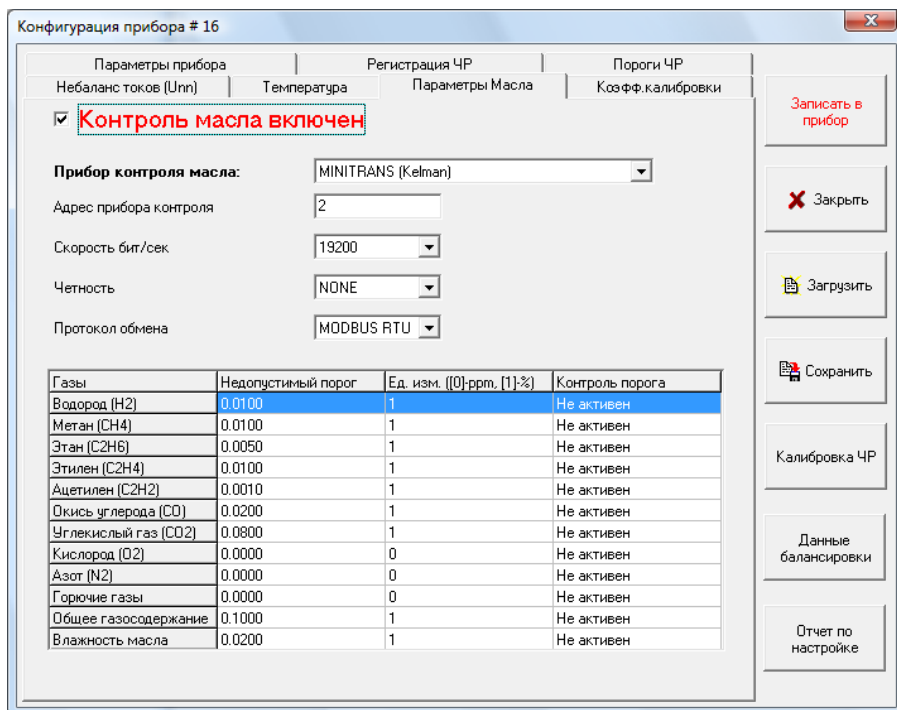 Конфигурация прибора # 16
Параметры прибора Регистрация ЧР Пороги ЧР
Небаланс токов (Unn) Температура Параметры Масла Коэфф.калибровки
Контроль масла включен
Прибор контроля масла: MINITRANS (Kelman)
Адрес прибора контроля 2
Скорость бит/сек 19200
Четность NONE
Протокол обмена MODBUS RTU
Газы Недопустимый порог Ед. изм. ([0]-ppm, [1]-%) Контроль порога
Водород (H2) 0.0100 1 Не активен
Метан (CH4) 0.0100 1 Не активен
Этан (C2H6) 0.0050 1 Не активен
Этилен (C2H4) 0.0100 1 Не активен
Ацетилен (C2H2) 0.0010 1 Не активен
Окись углерода (CO) 0.0200 1 Не активен
Углекислый газ (CO2) 0.0800 1 Не активен
Кислород (O2) 0.0000 0 Не активен
Азот (N2) 0.0000 0 Не активен
Горючие газы 0.0000 0 Не активен
Общее газосодержание 0.1000 1 Не активен
Влажность масла 0.0200 1 Не активен
Записать в
прибор
Закрыть
Загрузить
Сохранить
Калибровка ЧР
Данные
балансировки
Отчет по
настройке